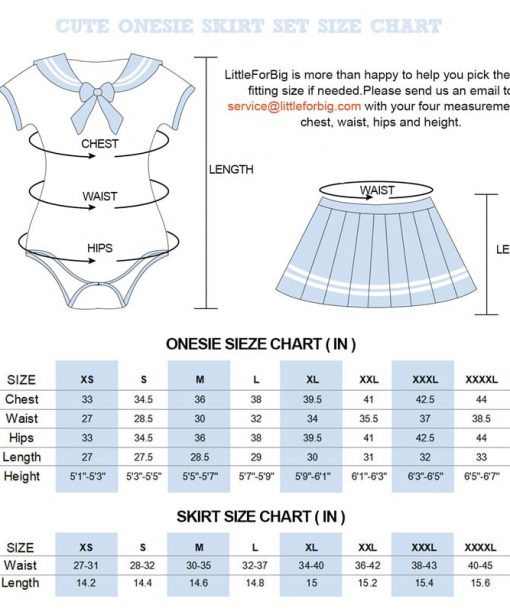 CUTE ONESIE SKIRT SET SIZE CHART
LittleForBig is more than happy to help you pick the
fitting size if needed.Please send us an email to
service@littleforbig.com with your four measureme
chest, waist, hips and height.
CHEST
LENGTH
WAIST
WAIST
HIPS
LE
ONESIE SIEZE CHART ( IN )
SIZE XS S M L XL XXL XXXL XXXXL
Chest 33 34.5 36 38 39.5 41 42.5 44
Waist 27 28.5 30 32 34 35.5 37 38.5
Hips 33 34.5 36 38 39.5 41 42.5 44
Length 27 27.5 28.5 29 30 31 32 33
Height 5'1"-5'3" 5'3"-5'5" 5'5"-5'7" 5'7"-5'9" 5'9"-6'1" 6'1"-6'3" 6'3"-6'5" 6'5"-6'7"
SKIRT SIZE CHART ( IN )
SIZE XS S M L XL XXL XXXL XXXXL
Waist 27-31 28-32 30-35 32-37 34-40 36-42 38-43 40-45
Length 14.2 14.4 14.6 14.8 15 15.2 15.4 15.6